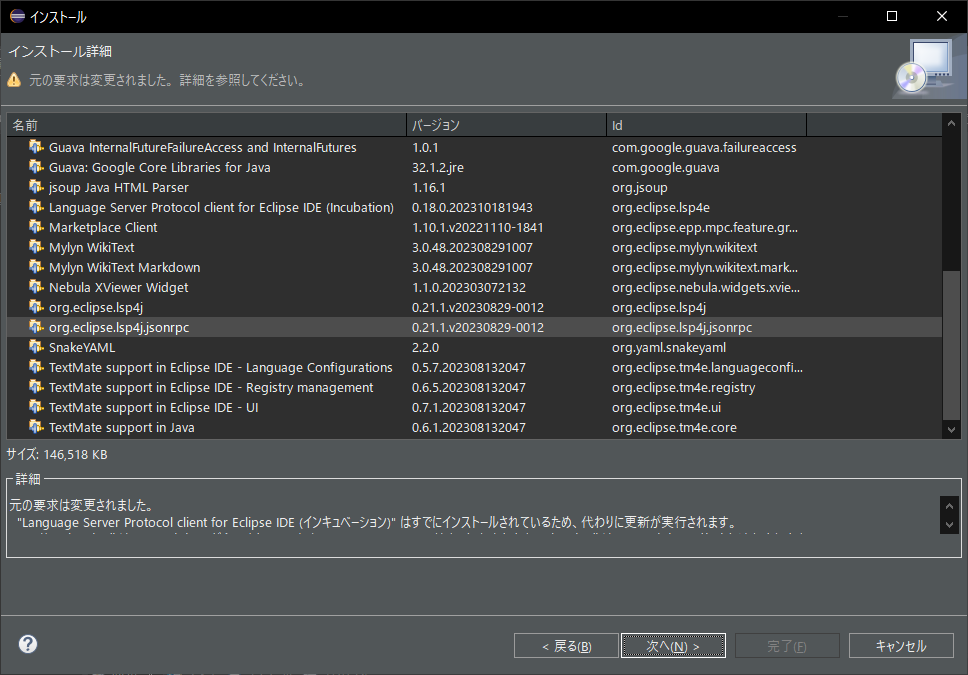 インストール
インストール詳細
元の要求は変更されました。詳細を参照してください。
名前 バージョン Id
Guava InternalFutureFailureAccess and InternalFutures 1.0.1 com.google.guava.failureaccess
Guava: Google Core Libraries for Java 32.1.2.jre com.google.guava
jsoup Java HTML Parser 1.16.1 org.jsoup
Language Server Protocol client for Eclipse IDE (Incubation) 0.18.0.202310181943 org.eclipse.lsp4e
Marketplace Client 1.10.1.v20221110-1841 org.eclipse.epp.mpc.feature.gr...
Mylyn WikiText 3.0.48.202308291007 org.eclipse.mylyn.wikitext
Mylyn WikiText Markdown 3.0.48.202308291007 org.eclipse.mylyn.wikitext.mark...
Nebula XViewer Widget 1.1.0.202303072132 org.eclipse.nebula.widgets.xvie...
org.eclipse.lsp4j 0.21.1.v20230829-0012 org.eclipse.lsp4j
org.eclipse.lsp4j.jsonrpc 0.21.1.v20230829-0012 org.eclipse.lsp4j.jsonrpc
SnakeYAML 2.2.0 org.yaml.snakeyaml
TextMate support in Eclipse IDE - Language Configurations 0.5.7.202308132047 org.eclipse.tm4e.languageconfi...
TextMate support in Eclipse IDE - Registry management 0.6.5.202308132047 org.eclipse.tm4e.registry
TextMate support in Eclipse IDE - UI 0.7.1.202308132047 org.eclipse.tm4e.ui
TextMate support in Java 0.6.1.202308132047 org.eclipse.tm4e.core
サイズ: 146,518 KB
詳細
元の要求は変更されました。
"Language Server Protocol client for Eclipse IDE (インキュベーション)" はすでにインストールされているため、代わりに更新が実行されます。
< 戻る(B) 次へ(N) > 完了(F) キャンセル